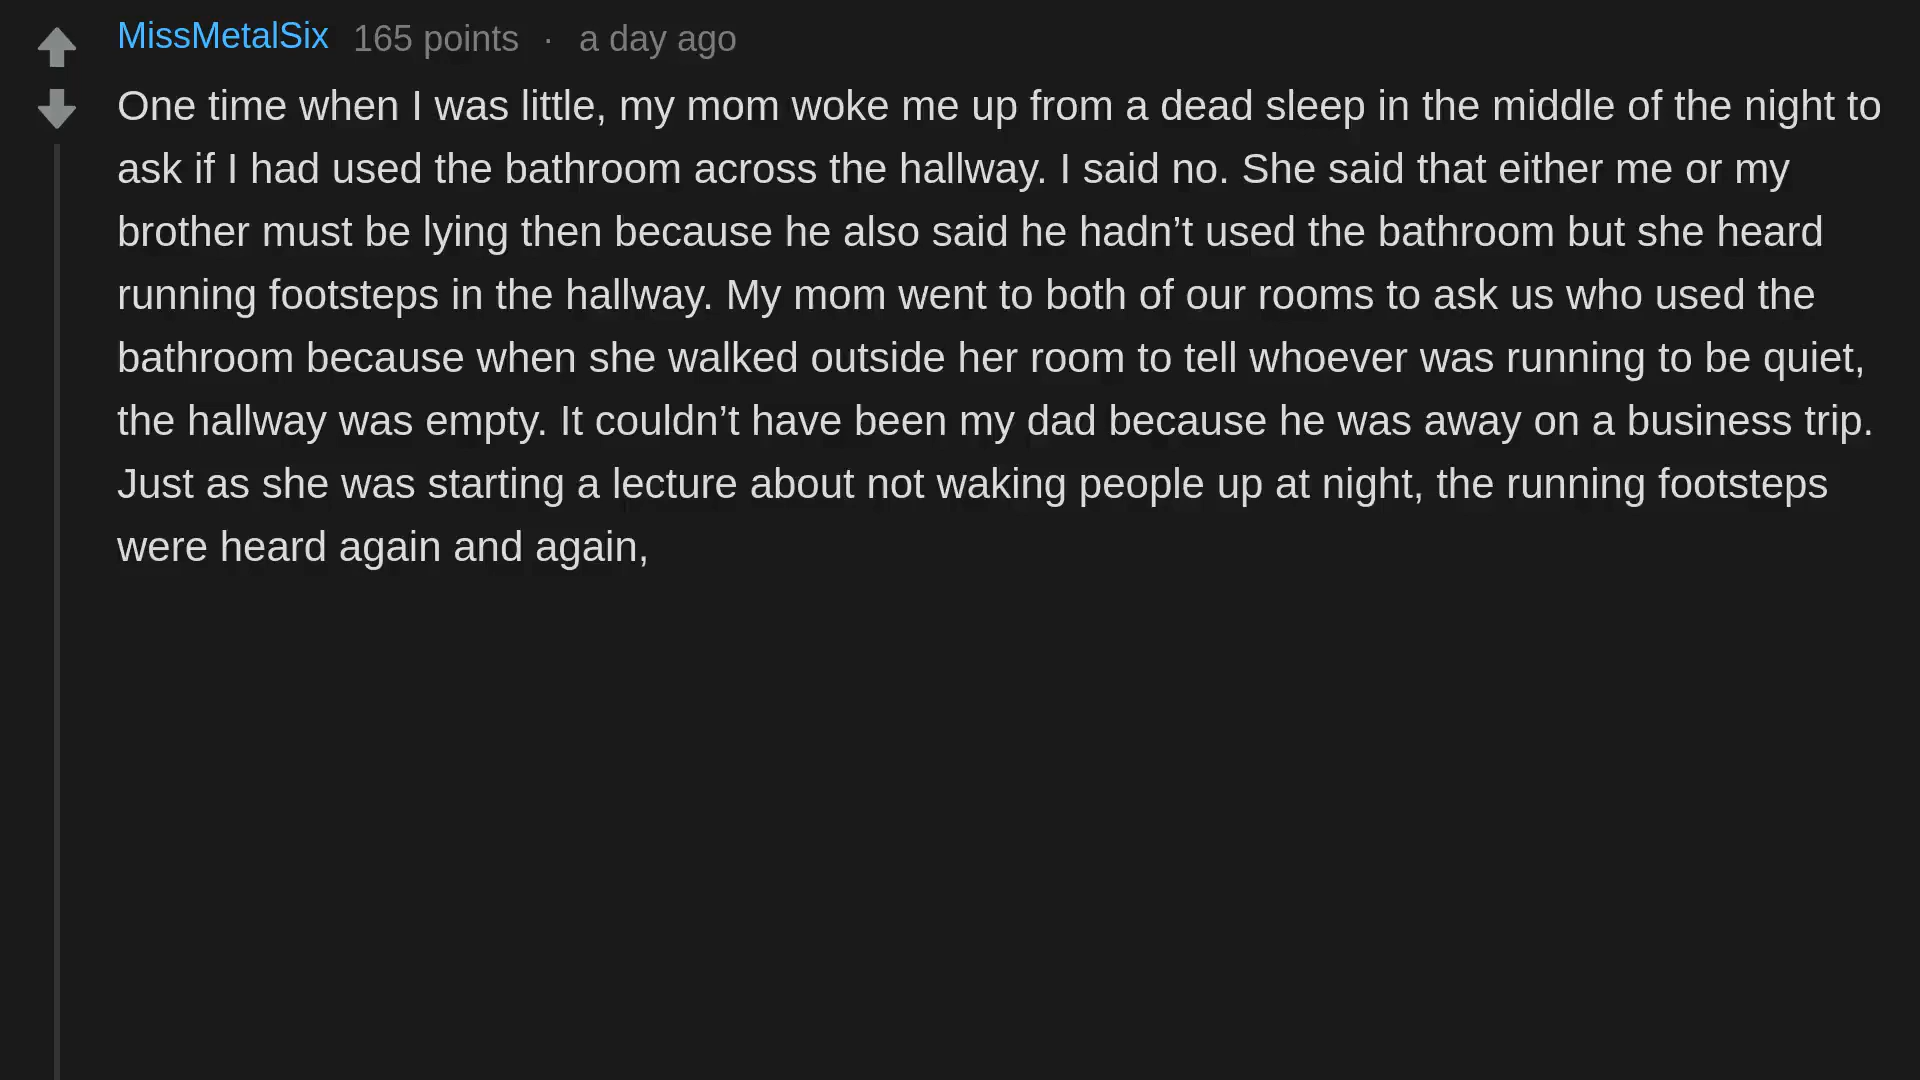 MissMetalSix 165 points · a day ago
One time when I was little, my mom woke me up from a dead sleep in the middle of the night to
ask if I had used the bathroom across the hallway. I said no. She said that either me or my
brother must be lying then because he also said he hadn’t used the bathroom but she heard
running footsteps in the hallway. My mom went to both of our rooms to ask us who used the
bathroom because when she walked outside her room to tell whoever was running to be quiet,
the hallway was empty. It couldn’t have been my dad because he was away on a business trip.
Just as she was starting a lecture about not waking people up at night, the running footsteps
were heard again and again,